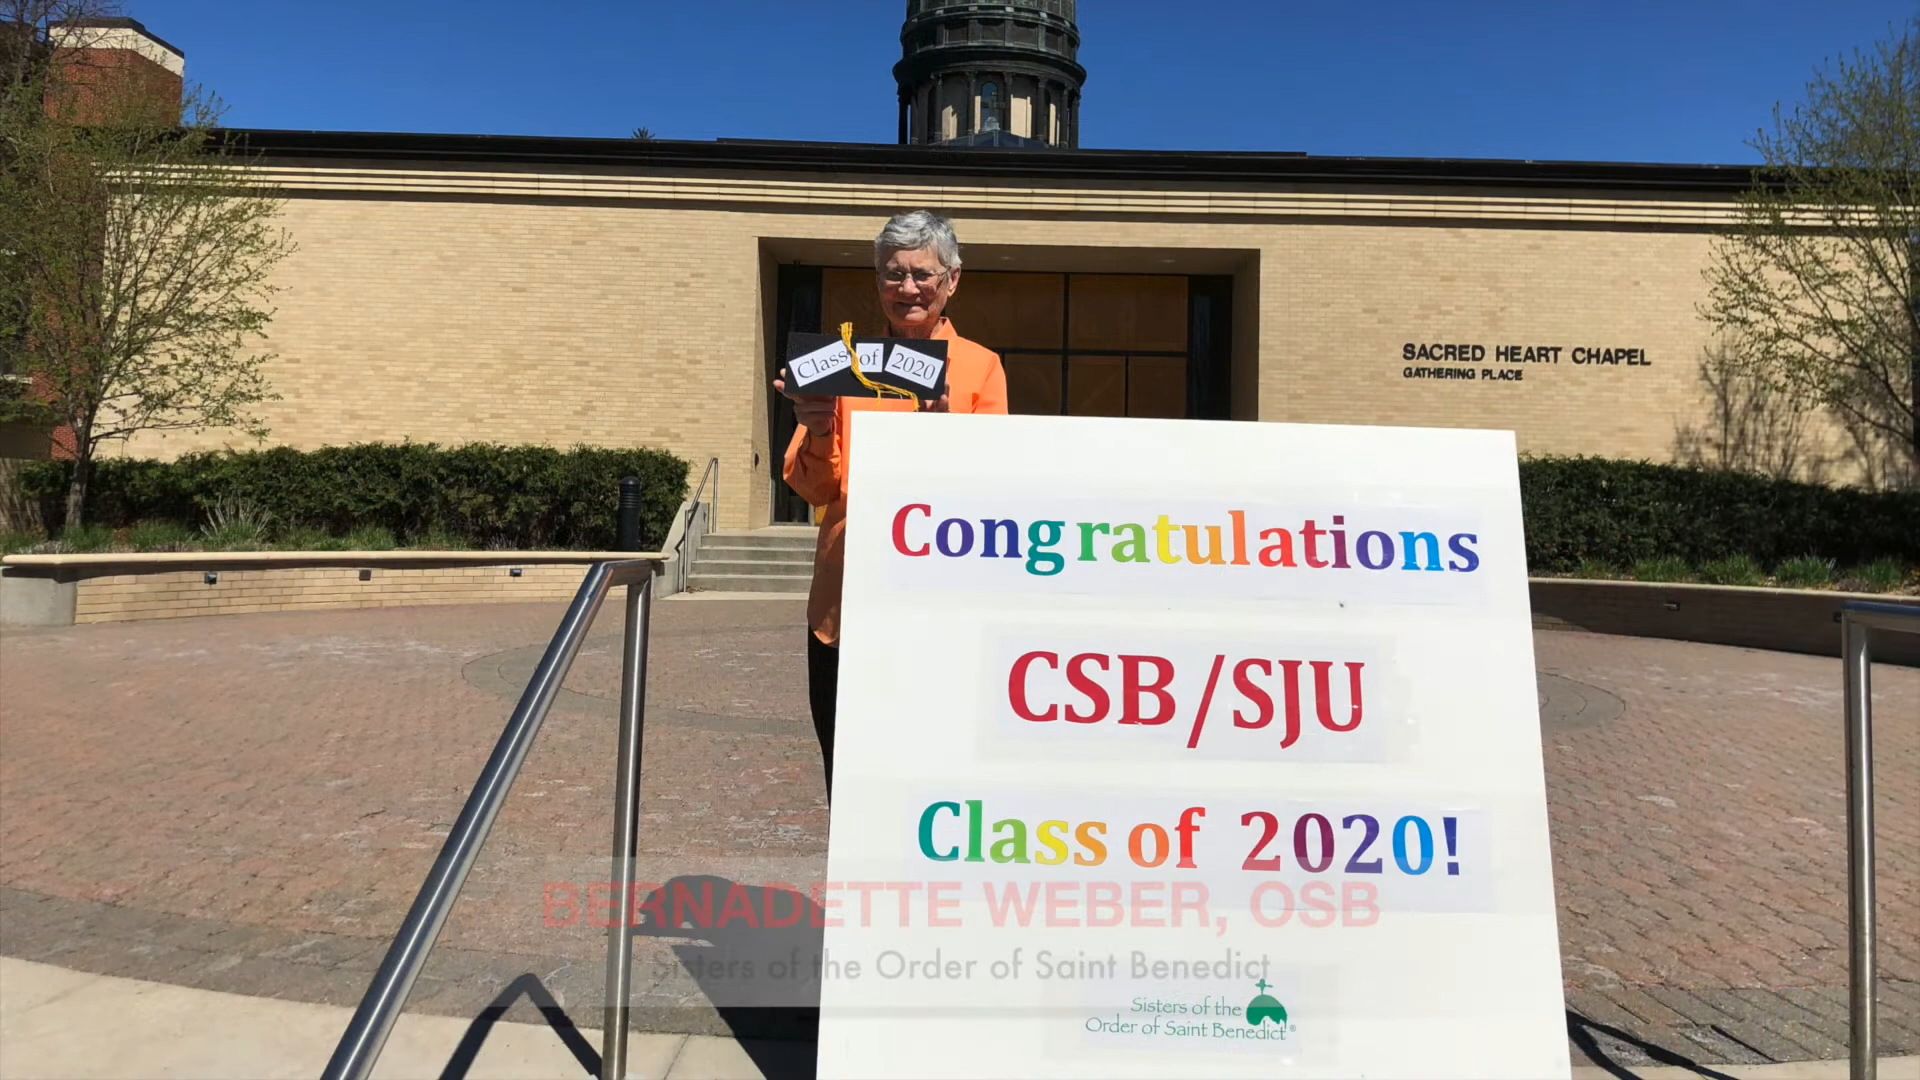 SACRED HEART CHAPEL
GATHERING PLACE
Class of 2020
Congratulations
CSB/SJU
Class of 2020!
BERNADETTE WEBER, OSB
Sisters of the Order of Saint Benedict
Sisters of the
Order of Saint Benedict®